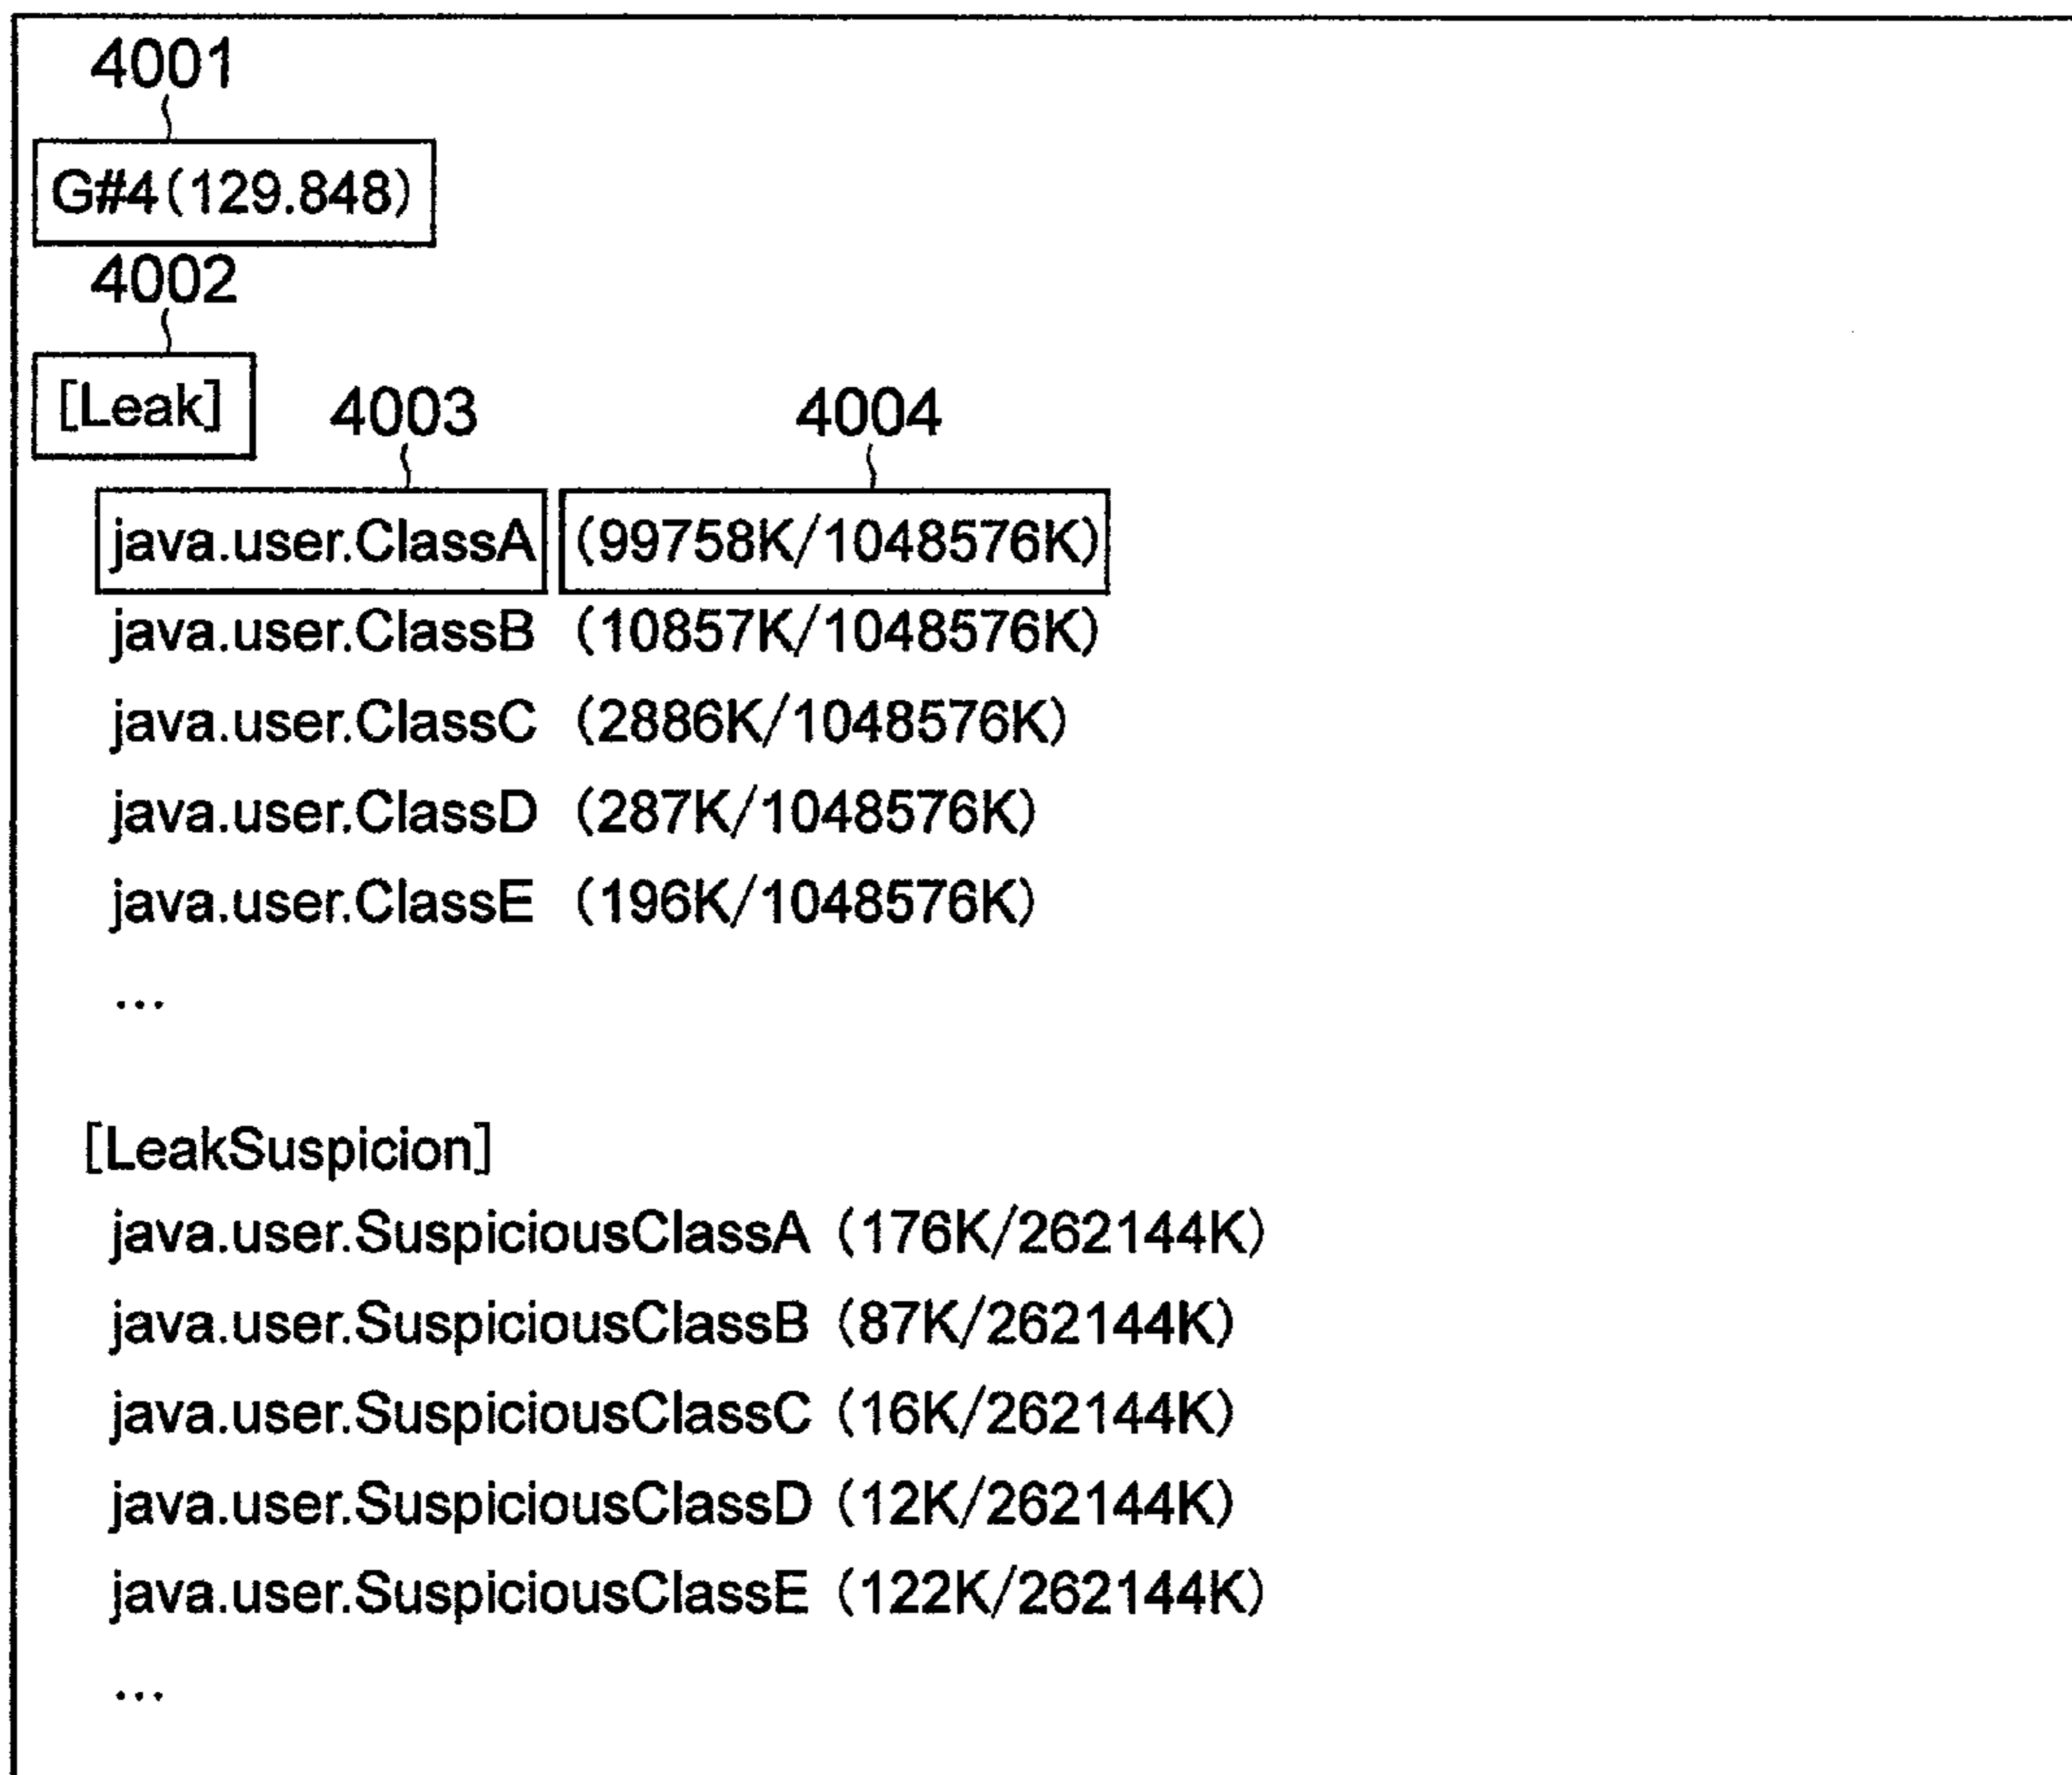 4001
G#4(129.848)
4002
[Leak]
4003 4004
java.user.ClassA (99758K/1048576K)
java.user.ClassB (10857K/1048576K)
java.user.ClassC (2886K/1048576K)
java.user.ClassD (287K/1048576K)
java.user.ClassE (196K/1048576K)
...
[LeakSuspicion]
java.user.SuspiciousClassA (176K/262144K)
java.user.SuspiciousClassB (87K/262144K)
java.user.SuspiciousClassC (16K/262144K)
java.user.SuspiciousClassD (12K/262144K)
java.user.SuspiciousClassE (122K/262144K)
...